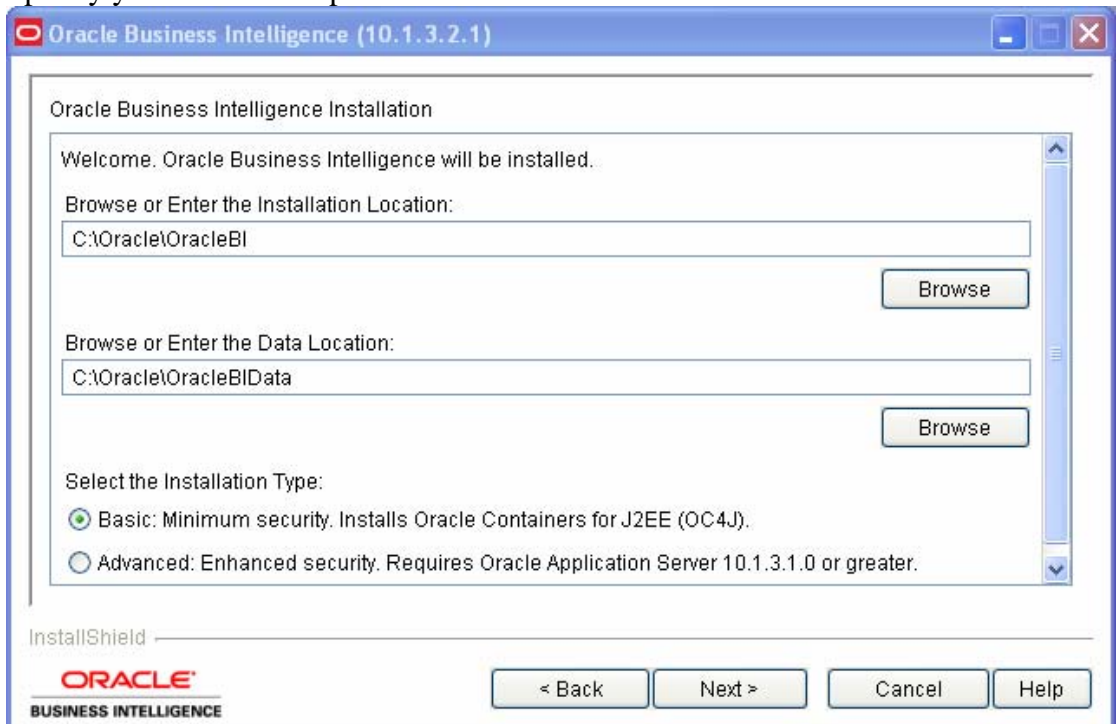 Oracle Business Intelligence (10.1.3.2.1)
Oracle Business Intelligence Installation
Welcome. Oracle Business Intelligence will be installed.
Browse or Enter the Installation Location:
C:\Oracle\OracleBI
Browse
Browse or Enter the Data Location:
C:\Oracle\OracleBIData
Browse
Select the Installation Type:
Basic: Minimum security. Installs Oracle Containers for J2EE (OC4J).
Advanced: Enhanced security. Requires Oracle Application Server 10.1.3.1.0 or greater.
InstallShield
ORACLE
BUSINESS INTELLIGENCE
< Back Next > Cancel Help